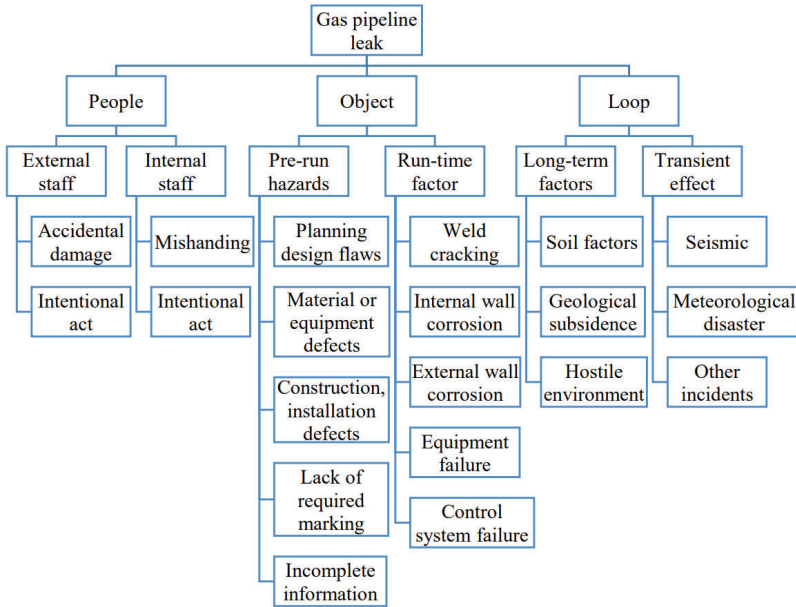 Gas pipeline
leak
People
Object
Loop
External
staff
Internal
staff
Pre-run
hazards
Run-time
factor
Long-term
factors
Transient
effect
Accidental
damage
Intentional
act
Mishanding
Intentional
act
Planning
design flaws
Material or
equipment
defects
Construction,
installation
defects
Lack of
required
marking
Incomplete
information
Weld
cracking
Internal wall
corrosion
External wall
corrosion
Equipment
failure
Control
system failure
Soil factors
Geological
subsidence
Hostile
environment
Seismic
Meteorological
disaster
Other
incidents